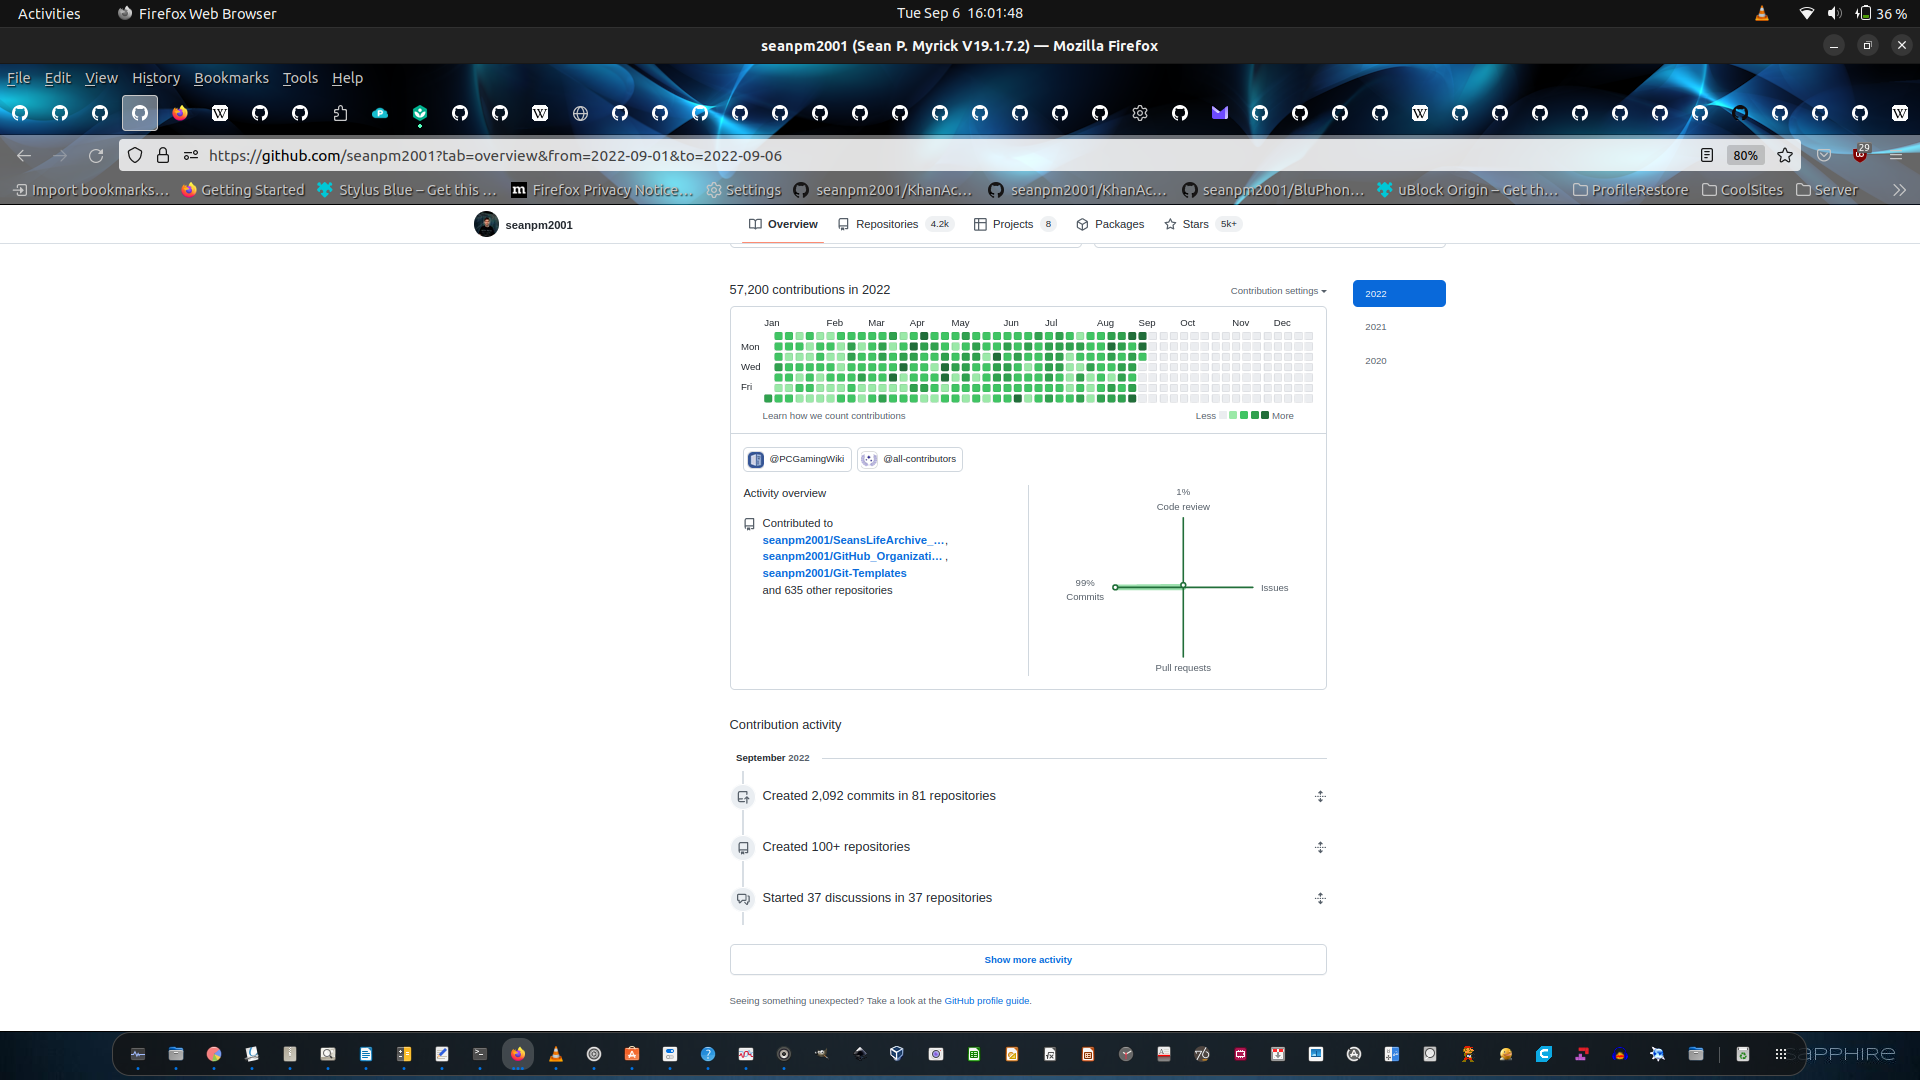 Activities Firefox Web Browser Tue Sep 6 16:01:48 36 %
seanpm2001 (Sean P. Myrick V19.1.7.2) — Mozilla Firefox
File Edit View History Bookmarks Tools Help
https://github.com/seanpm2001?tab=overview&from=2022-09-01&to=2022-09-06 80% 29
Import bookmarks… Getting Started Stylus Blue – Get this … Firefox Privacy Notice… Settings seanpm2001/KhanAc… seanpm2001/KhanAc… seanpm2001/BluPhon… uBlock Origin – Get th… ProfileRestore CoolSites Server
seanpm2001 Overview Repositories 4.2k Projects 8 Packages Stars 5k+
57,200 contributions in 2022 Contribution settings 2022
Jan Feb Mar Apr May Jun Jul Aug Sep Oct Nov Dec
2021
Mon
2020
Wed
Fri
Learn how we count contributions Less More
@PCGamingWiki @all-contributors
Activity overview
Contributed to
seanpm2001/SeansLifeArchive_…,
seanpm2001/GitHub_Organizati… ,
seanpm2001/Git-Templates
and 635 other repositories
1%
Code review
99%
Commits
Issues
Pull requests
Contribution activity
September 2022
Created 2,092 commits in 81 repositories
Created 100+ repositories
Started 37 discussions in 37 repositories
Show more activity
Seeing something unexpected? Take a look at the GitHub profile guide.
SAPPHIRE